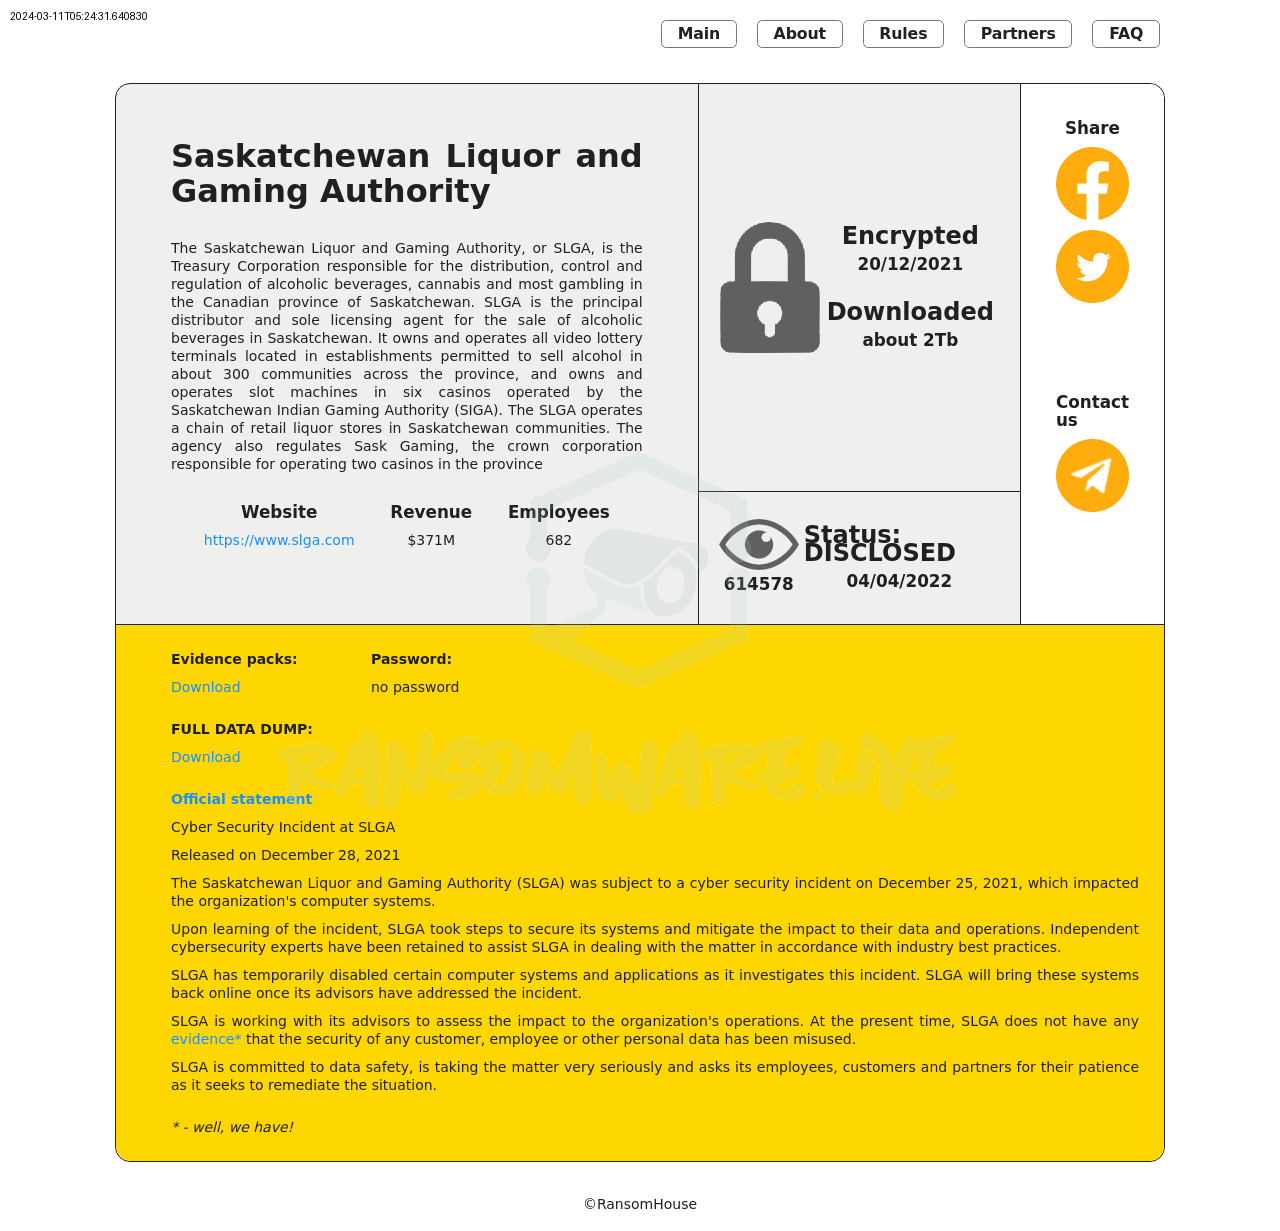 2024-03-11T05:24:31.640830
Main
About
Rules
Partners
FAQ
Saskatchewan Liquor and
Gaming Authority
The Saskatchewan Liquor and Gaming Authority, or SLGA, is the
Treasury Corporation responsible for the distribution, control and
regulation of alcoholic beverages, cannabis and most gambling in
the Canadian province of Saskatchewan. SLGA is the principal
distributor and sole licensing agent for the sale of alcoholic
beverages in Saskatchewan. It owns and operates all video lottery
terminals located in establishments permitted to sell alcohol in
about 300 communities across the province, and owns and
operates slot machines in six casinos operated by the
Saskatchewan Indian Gaming Authority (SIGA). The SLGA operates
a chain of retail liquor stores in Saskatchewan communities. The
agency also regulates Sask Gaming, the crown corporation
responsible for operating two casinos in the province
Website Revenue Employees
https://www.slga.com $371M 682
Encrypted
20/12/2021
Downloaded
about 2Tb
Status:
DISCLOSED
04/04/2022
614578
Share
Contact
us
Evidence packs: Password:
Download no password
FULL DATA DUMP:
Download
RANSOMWARE.LIVE
Official statement
Cyber Security Incident at SLGA
Released on December 28, 2021
The Saskatchewan Liquor and Gaming Authority (SLGA) was subject to a cyber security incident on December 25, 2021, which impacted
the organization's computer systems.
Upon learning of the incident, SLGA took steps to secure its systems and mitigate the impact to their data and operations. Independent
cybersecurity experts have been retained to assist SLGA in dealing with the matter in accordance with industry best practices.
SLGA has temporarily disabled certain computer systems and applications as it investigates this incident. SLGA will bring these systems
back online once its advisors have addressed the incident.
SLGA is working with its advisors to assess the impact to the organization's operations. At the present time, SLGA does not have any
evidence* that the security of any customer, employee or other personal data has been misused.
SLGA is committed to data safety, is taking the matter very seriously and asks its employees, customers and partners for their patience
as it seeks to remediate the situation.
* - well, we have!
©RansomHouse